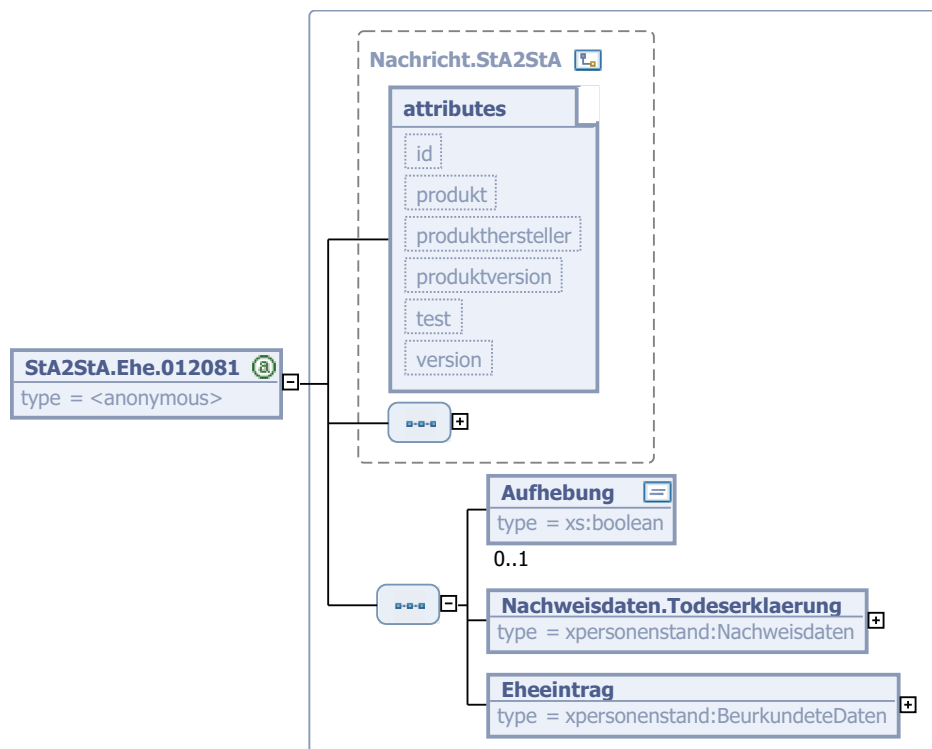 Nachricht.StA2StA
attributes
id
produkt
produkthersteller
produktversion
test
version
StA2StA.Ehe.012081
type = <anonymous>
Aufhebung
type = xs:boolean
0..1
Nachweisdaten.Todeserklaerung
type = xpersonenstand:Nachweisdaten
Eheeintrag
type = xpersonenstand:BeurkundeteDaten